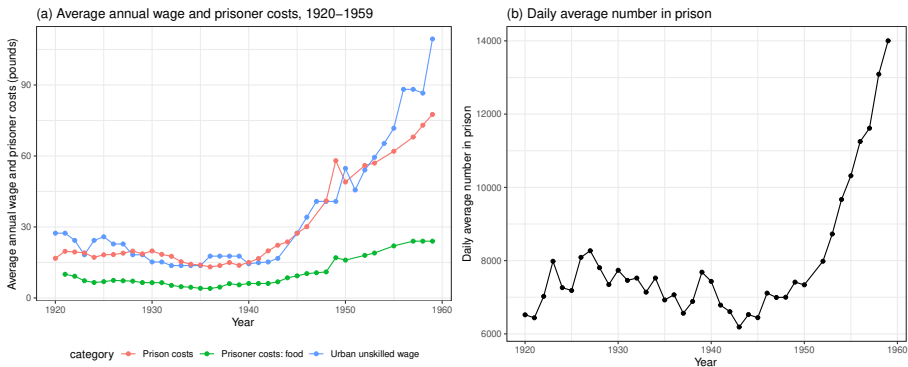 (a) Average annual wage and prisoner costs, 1920−1959
Average annual wage and prisoner costs (pounds)
90
60
30
0
1920
1930
1940
1950
1960
Year
category
Prison costs
Prisoner costs: food
Urban unskilled wage
(b) Daily average number in prison
Daily average number in prison
14000
12000
10000
8000
6000
1920
1930
1940
1950
1960
Year